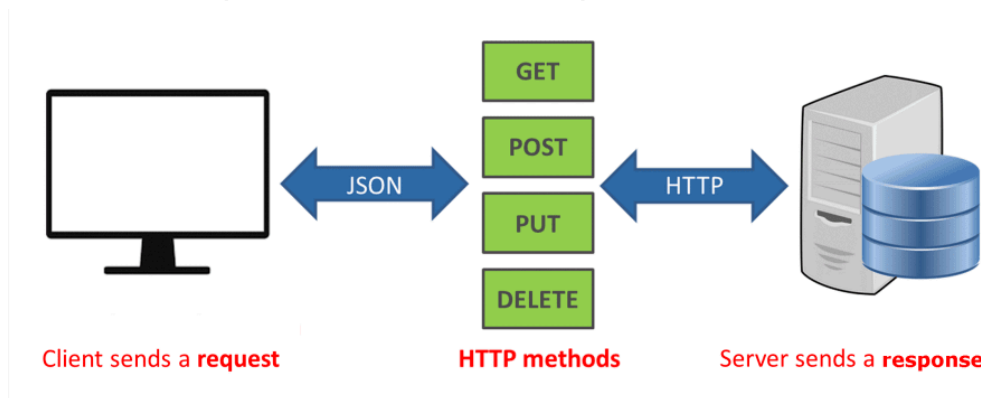 GET
POST
JSON
HTTP
PUT
DELETE
Client sends a request
HTTP methods
Server sends a response